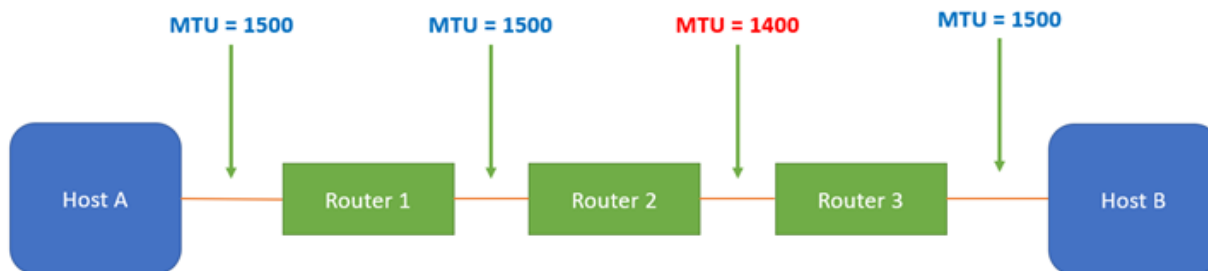 MTU = 1500
MTU = 1500
MTU = 1400
MTU = 1500
Host A
Router 1
Router 2
Router 3
Host B